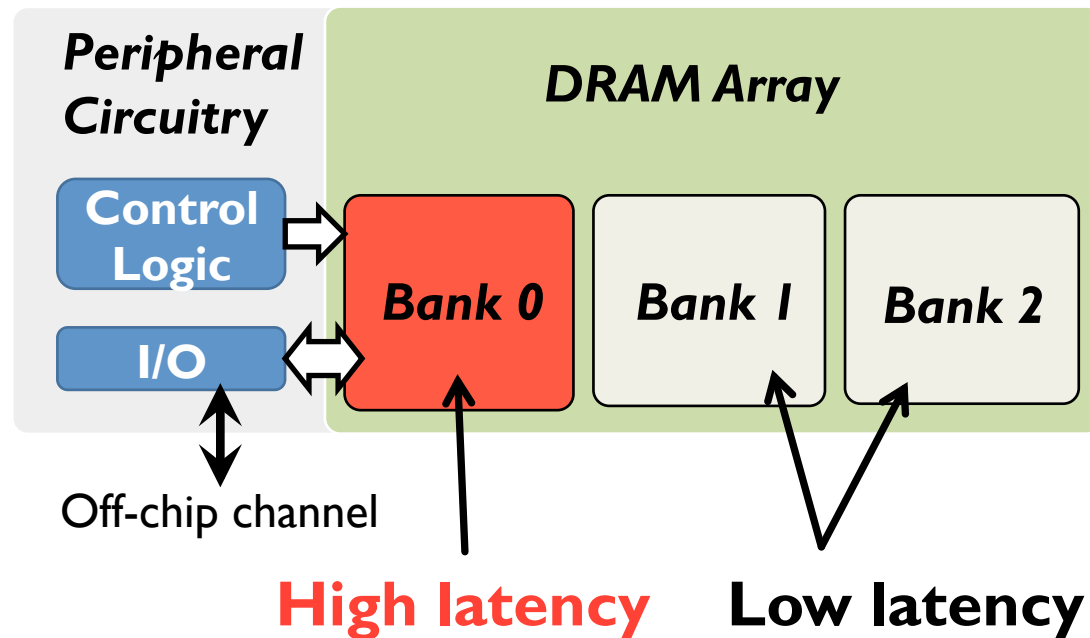 Peripheral
Circuitry
DRAM Array
Control
Logic
I/O
Bank 0
Bank 1
Bank 2
Off-chip channel
High latency
Low latency